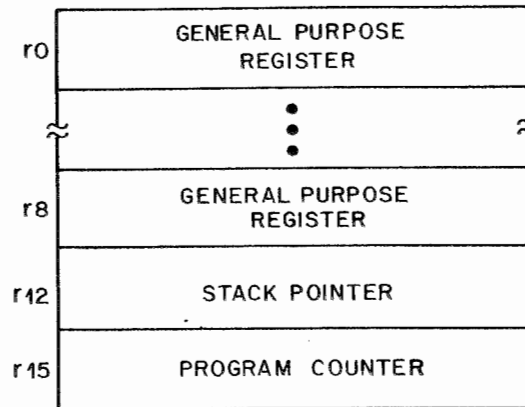 r0
GENERAL PURPOSE
REGISTER
r8
GENERAL PURPOSE
REGISTER
r12
STACK POINTER
r15
PROGRAM COUNTER